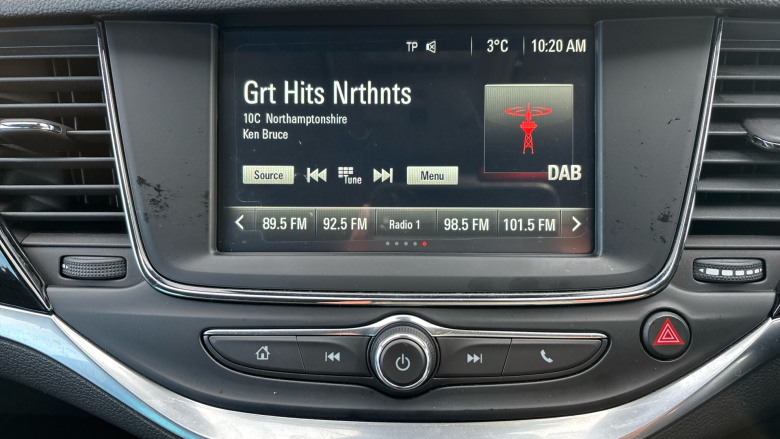 TP 3°C 10:20 AM
Grt Hits Nrthnts
10C Northamptonshire
Ken Bruce
Source Tune Menu
DAB
89.5 FM 92.5 FM Radio 1 98.5 FM 101.5 FM